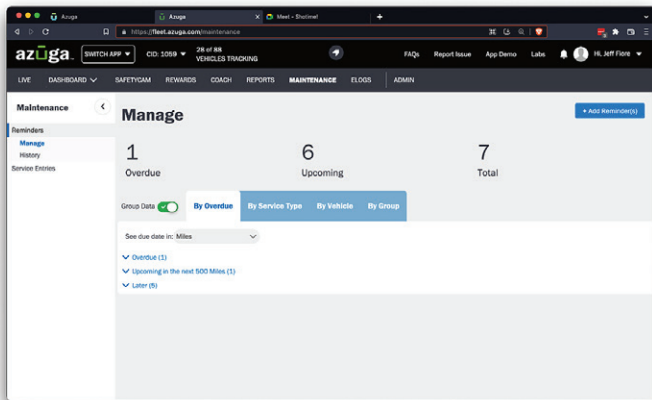 Azuga
Azuga
Meet - Shotmel
https://fleet.azuga.com/maintenance
azūga
SWITCH APP
CID: 1059
28 of 88
VEHICLES TRACKING
FAQs
Report Issue
App Demo
Labs
Hi, Jeff Fiore
LIVE
DASHBOARD
SAFETYCAM
REWARDS
COACH
REPORTS
MAINTENANCE
ELOGS
ADMIN
Maintenance
Reminders
Manage
History
Service Entries
Manage
+ Add Reminder(s)
1
Overdue
6
Upcoming
7
Total
Group Data
By Overdue
By Service Type
By Vehicle
By Group
See due date in: Miles
Overdue (1)
Upcoming in the next 500 Miles (1)
Later (5)